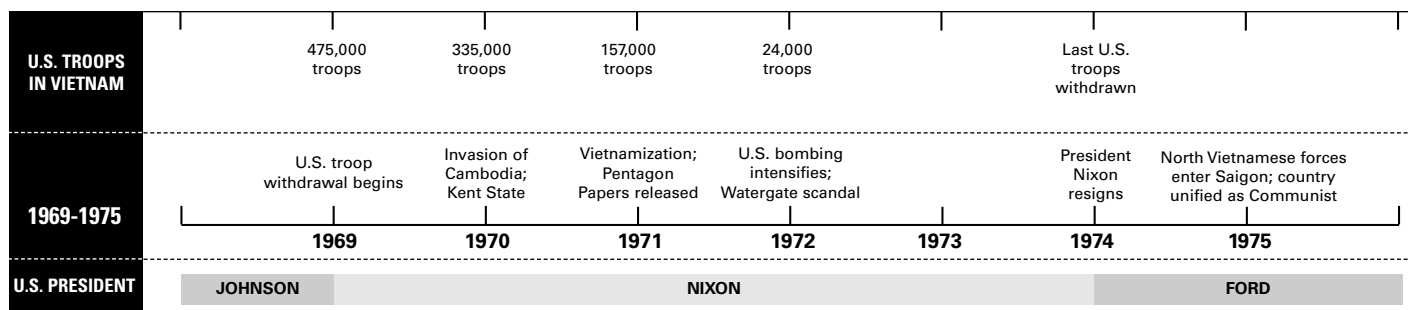 U.S. TROOPS
IN VIETNAM
475,000
troops
335,000
troops
157,000
troops
24,000
troops
Last U.S.
troops
withdrawn
1969-1975
U.S. troop
withdrawal begins
Invasion of
Cambodia;
Kent State
Vietnamization;
Pentagon
Papers released
U.S. bombing
intensifies;
Watergate scandal
President
Nixon
resigns
North Vietnamese forces
enter Saigon; country
unified as Communist
1969 1970 1971 1972 1973 1974 1975
U.S. PRESIDENT
JOHNSON NIXON FORD